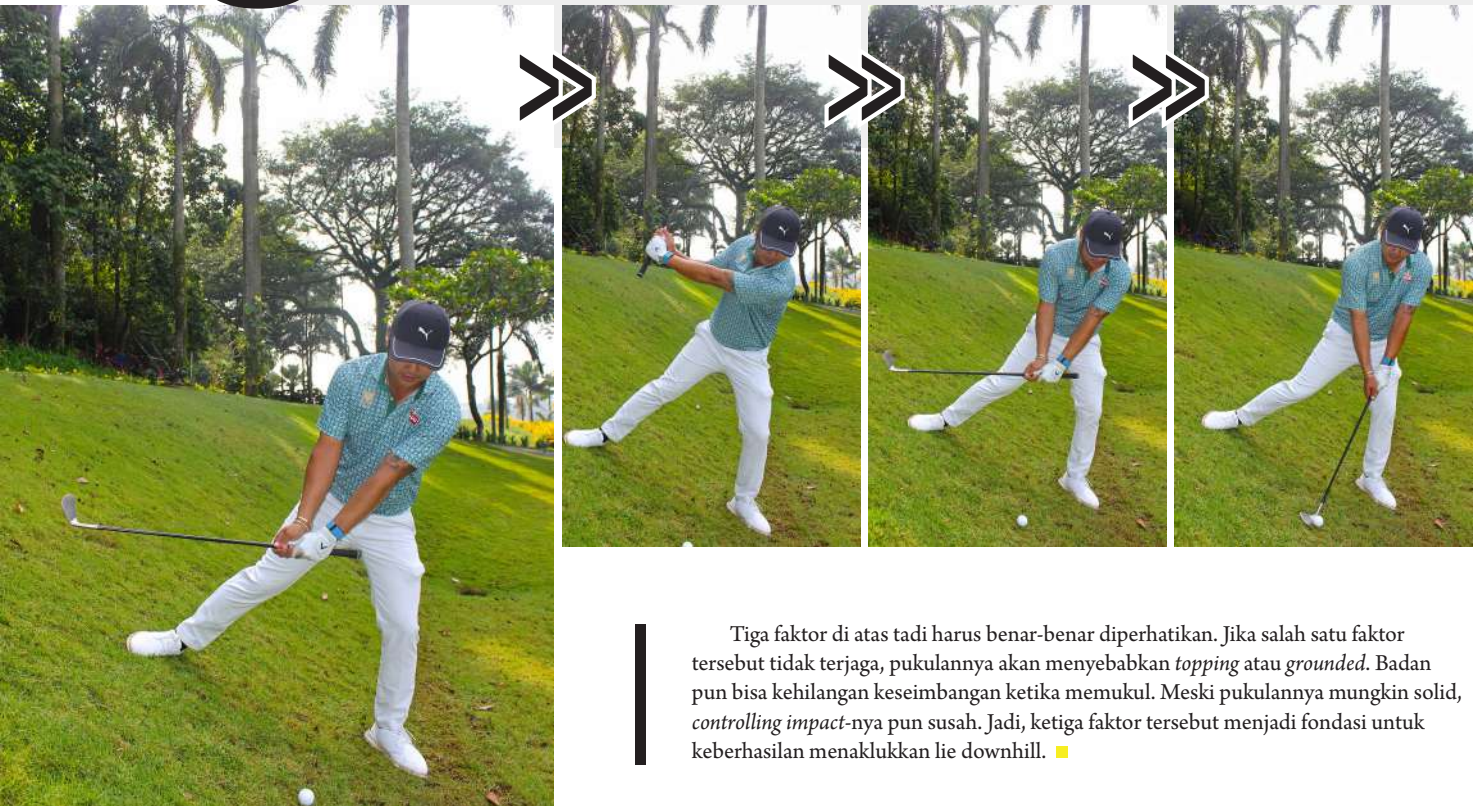 Tiga faktor di atas tadi harus benar-benar diperhatikan. Jika salah satu faktor
tersebut tidak terjaga, pukulannya akan menyebabkan topping atau grounded. Badan
pun bisa kehilangan keseimbangan ketika memukul. Meski pukulannya mungkin solid,
controlling impact-nya pun susah. Jadi, ketiga faktor tersebut menjadi fondasi untuk
keberhasilan menaklukkan lie downhill.